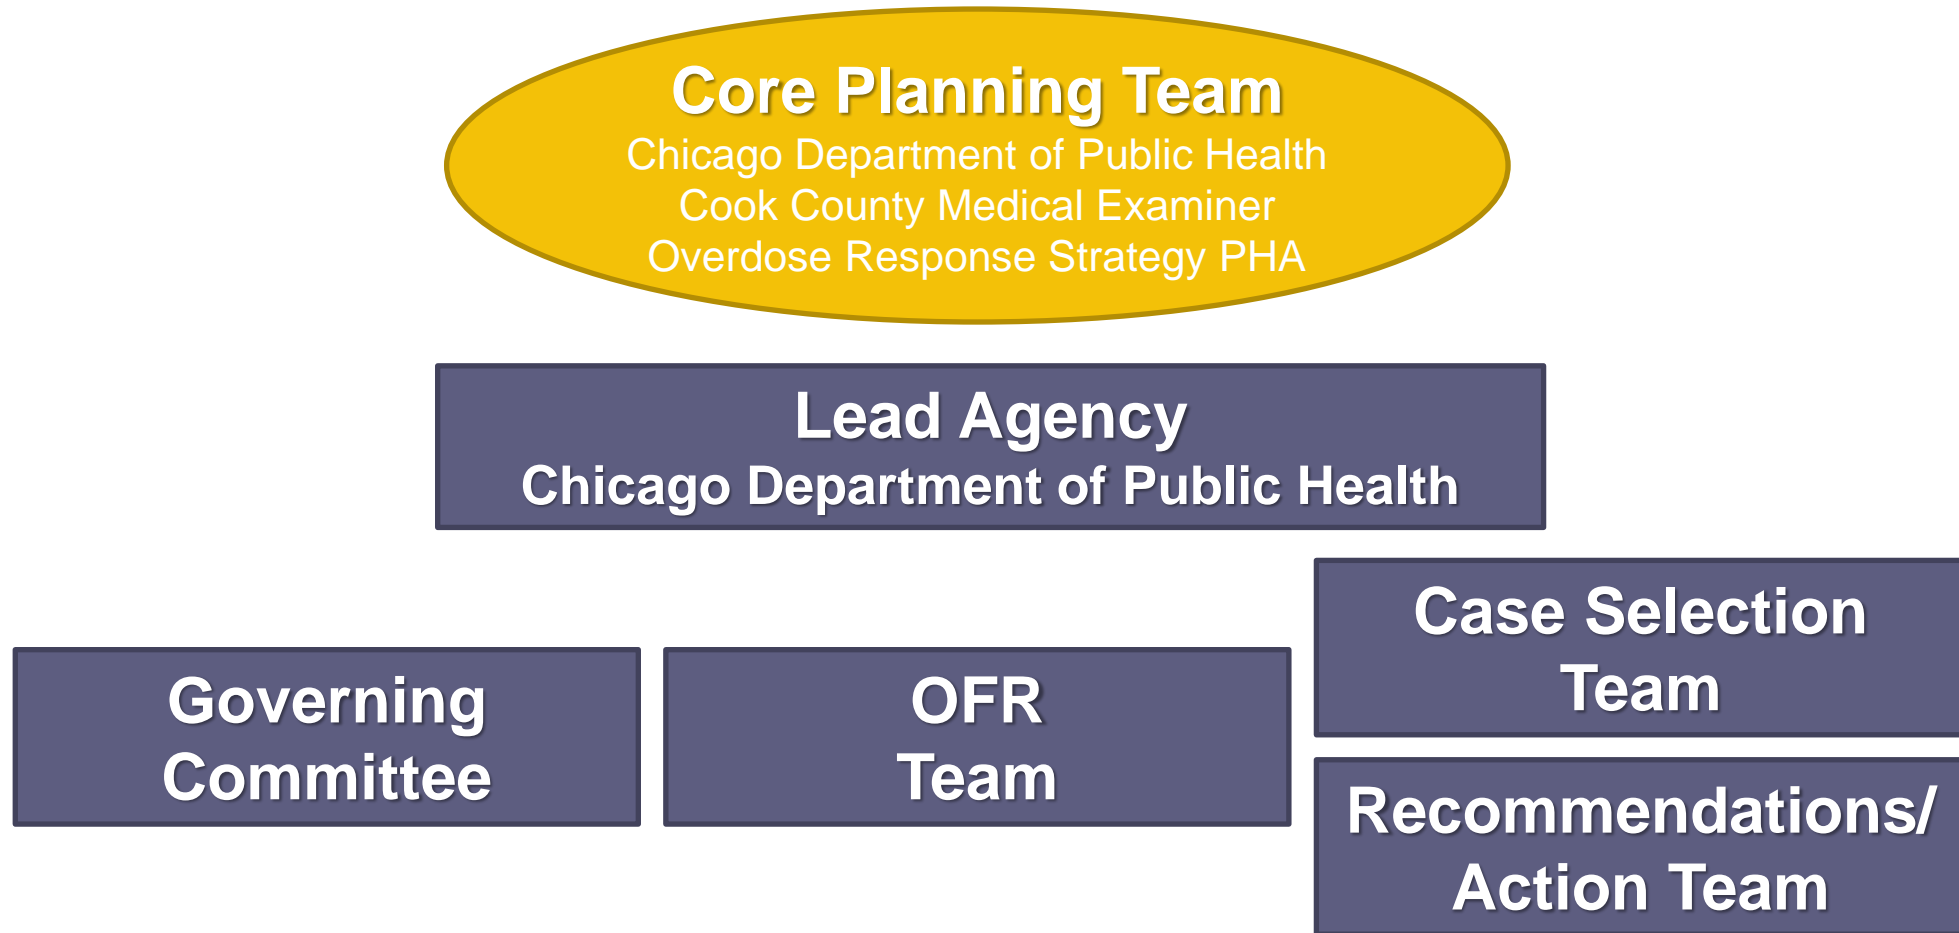 Core Planning Team
Chicago Department of Public Health
Cook County Medical Examiner
Overdose Response Strategy PHA
Lead Agency
Chicago Department of Public Health
Governing
Committee
OFR
Team
Case Selection
Team
Recommendations/
Action Team